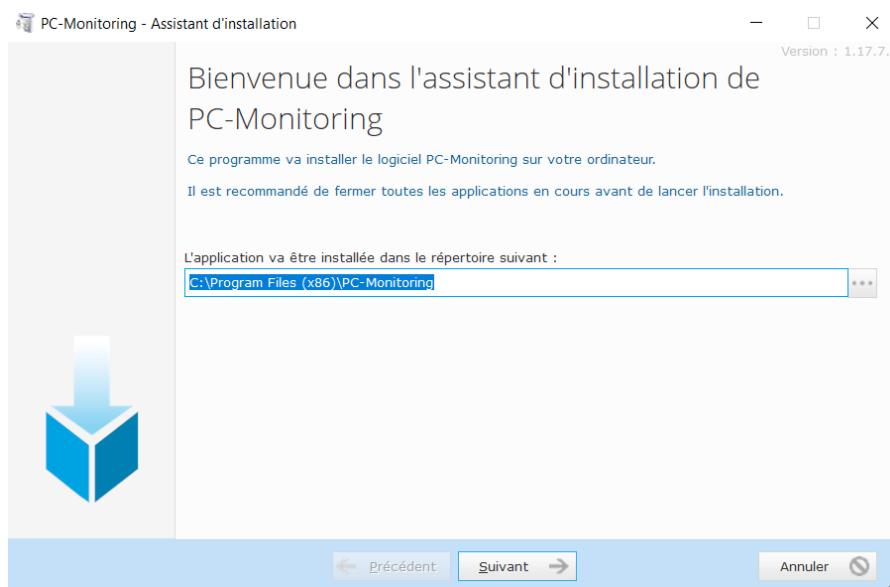 PC-Monitoring - Assistant d'installation
Version : 1.17.7.
Bienvenue dans l'assistant d'installation de
PC-Monitoring
Ce programme va installer le logiciel PC-Monitoring sur votre ordinateur.
Il est recommandé de fermer toutes les applications en cours avant de lancer l'installation.
L'application va être installée dans le répertoire suivant :
C:\Program Files (x86)\PC-Monitoring
Précédent
Suivant
Annuler